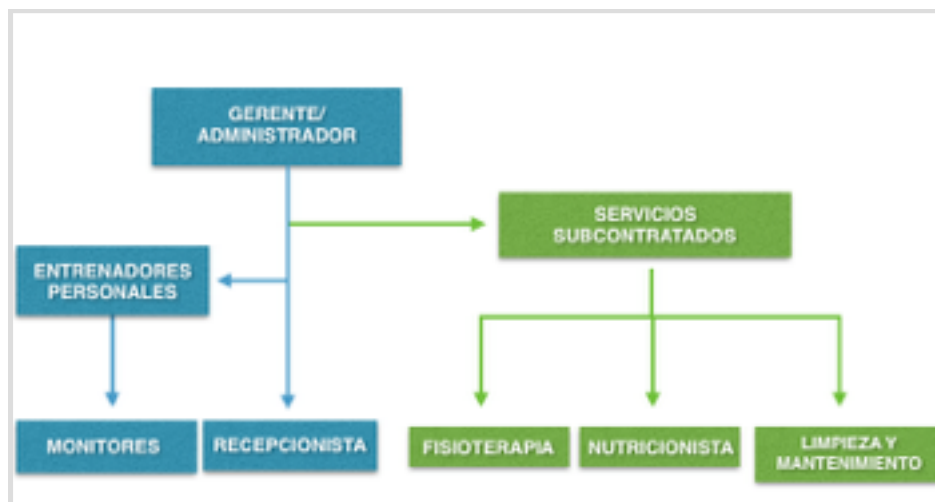 GERENTE/
ADMINISTRADOR
SERVICIOS
SUBCONTRATADOS
ENTRENADORES
PERSONALES
MONITORES
RECEPCIONISTA
FISIOTERAPIA
NUTRICIONISTA
LIMPIEZA Y
MANTENIMIENTO